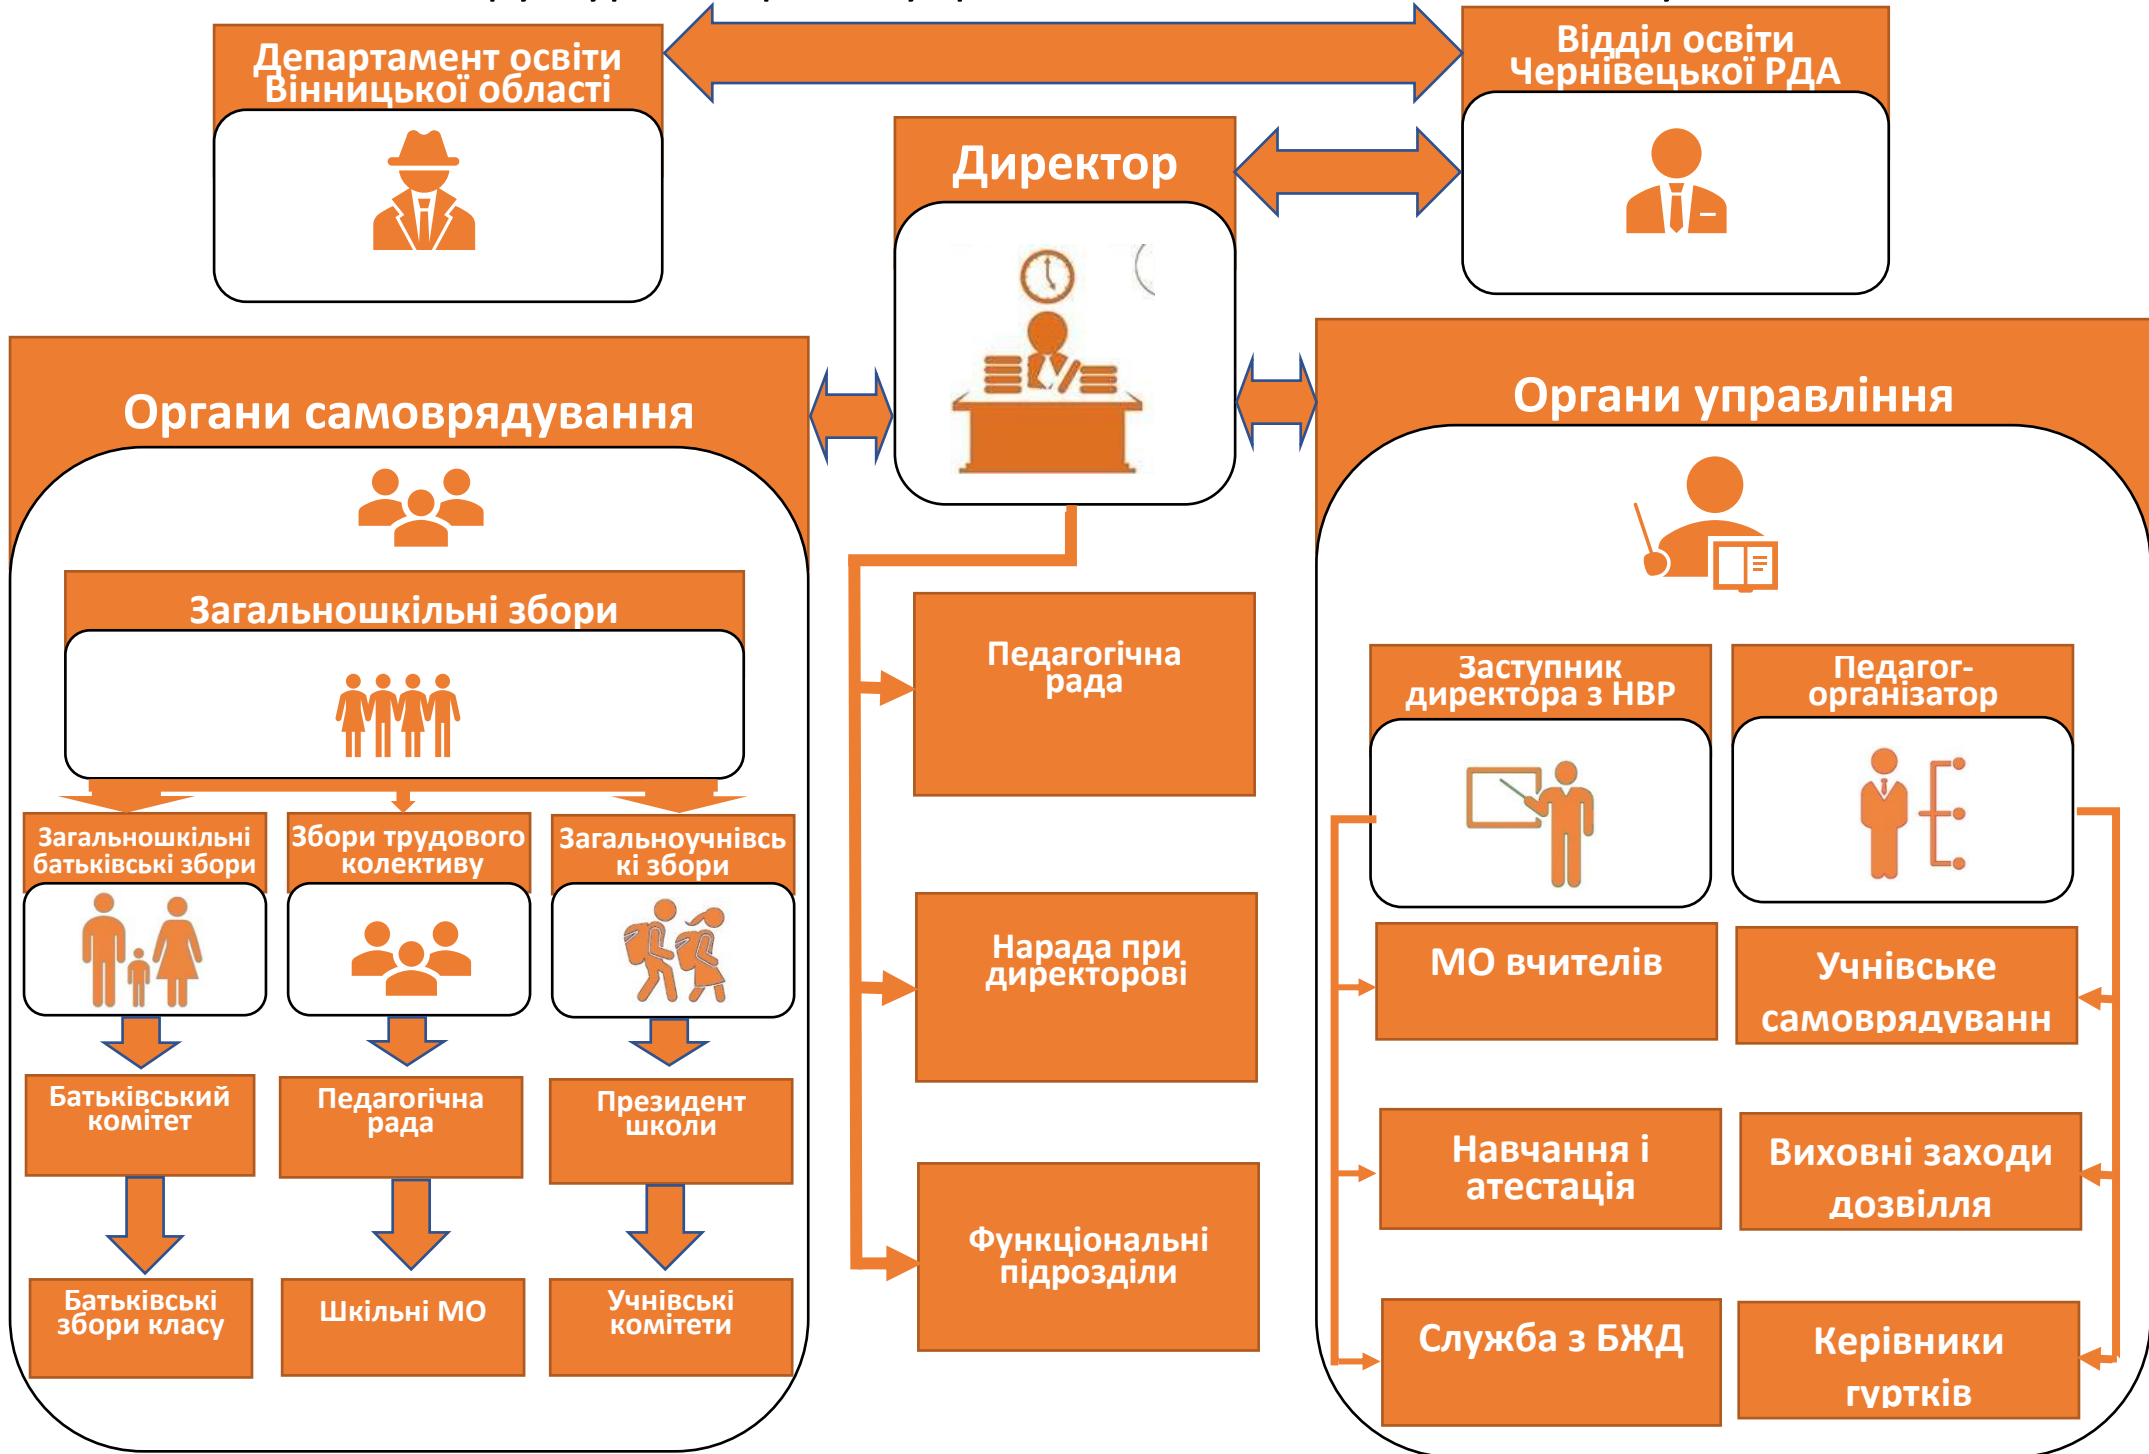 Департамент освіти
Вінницької області
Відділ освіти
Чернівецької РДА
Директор
Органи самоврядування
Органи управління
Загальношкільні збори
Загальношкільні
батьківські збори
Збори трудового
колективу
Загальноучнівсь
кі збори
Батьківський
комітет
Педагогічна
рада
Президент
школи
Батьківські
збори класу
Шкільні МО
Учнівські
комітети
Педагогічна
рада
Нарада при
директорові
Функціональні
підрозділи
Заступник
директора з НВР
Педагог-
організатор
МО вчителів
Учнівське
самоврядуванн
Навчання і
атестація
Виховні заходи
дозвілля
Служба з БЖД
Керівники
гуртків